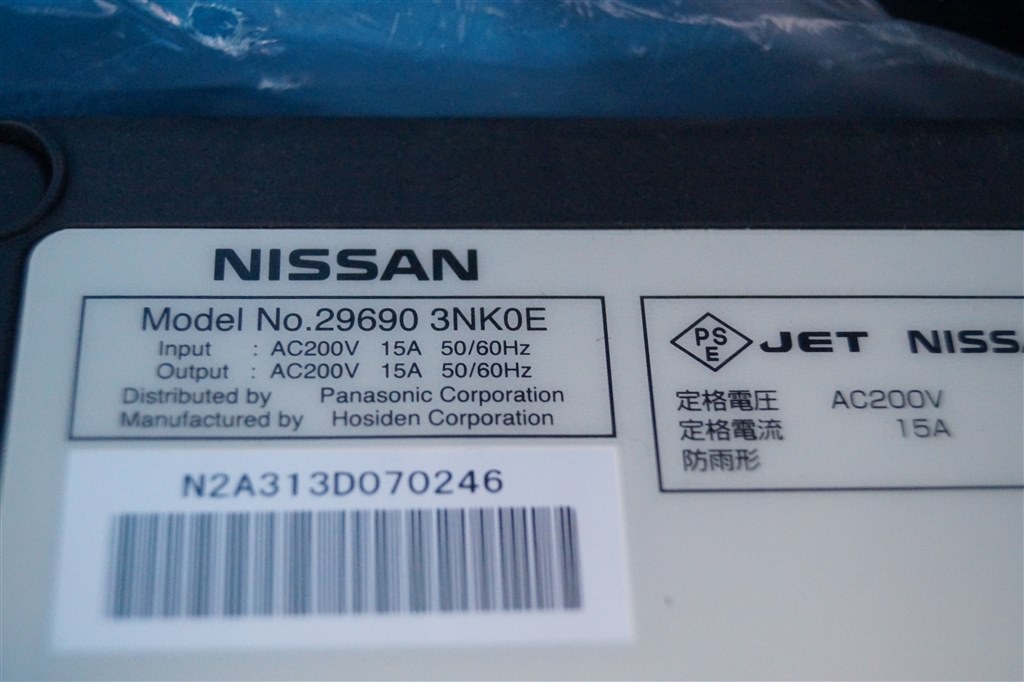 NISSAN
Model No.29690 3NK0E
Input : AC200V 15A 50/60Hz
Output : AC200V 15A 50/60Hz
Distributed by Panasonic Corporation
Manufactured by Hosiden Corporation
N2A313D070246
PS
E
JET NISSA
定格電圧 AC200V
定格電流 15A
防雨形